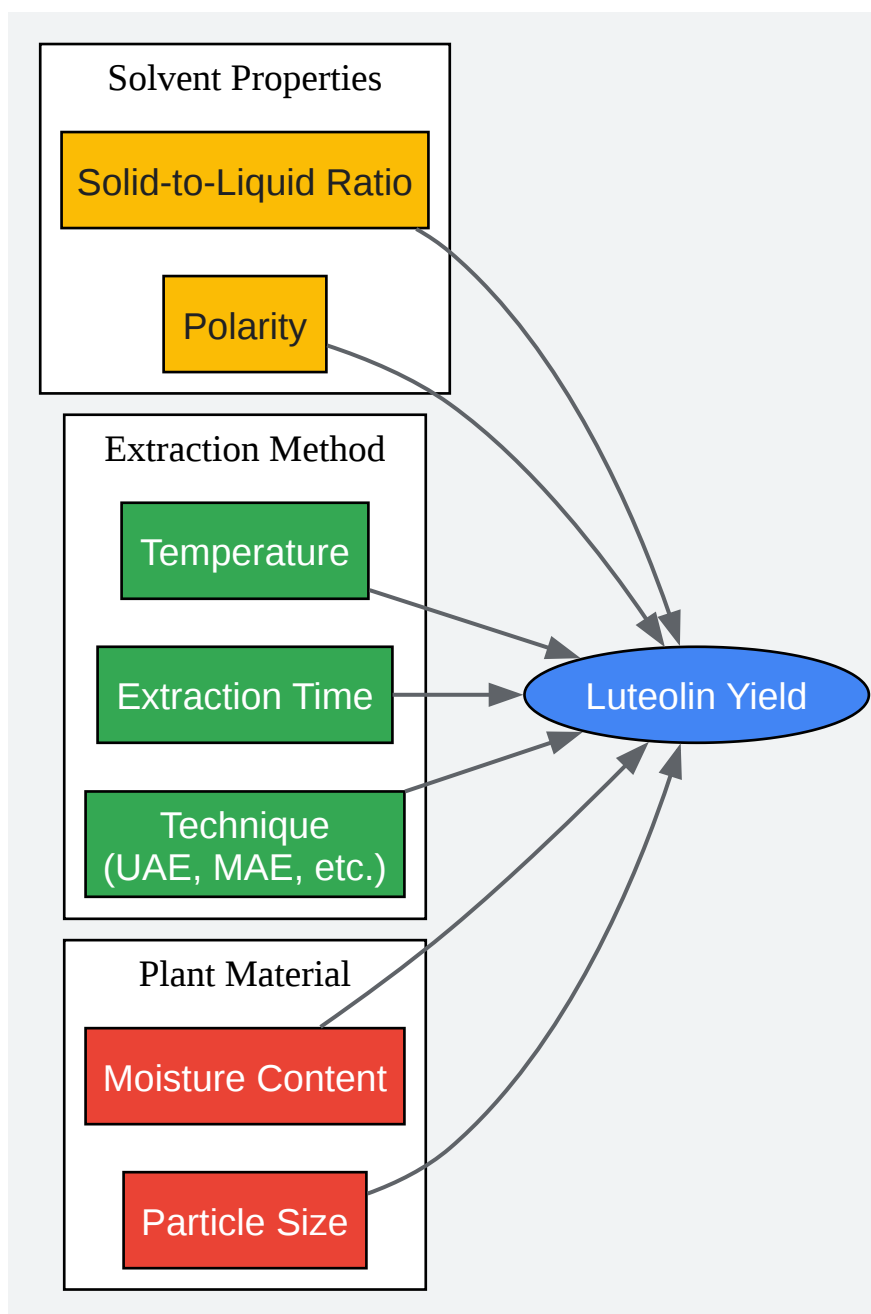 Solvent Properties
Solid-to-Liquid Ratio
Polarity
Extraction Method
Temperature
Extraction Time
Luteolin Yield
Technique
(UAE, MAE, etc.)
Plant Material
Moisture Content
Particle Size